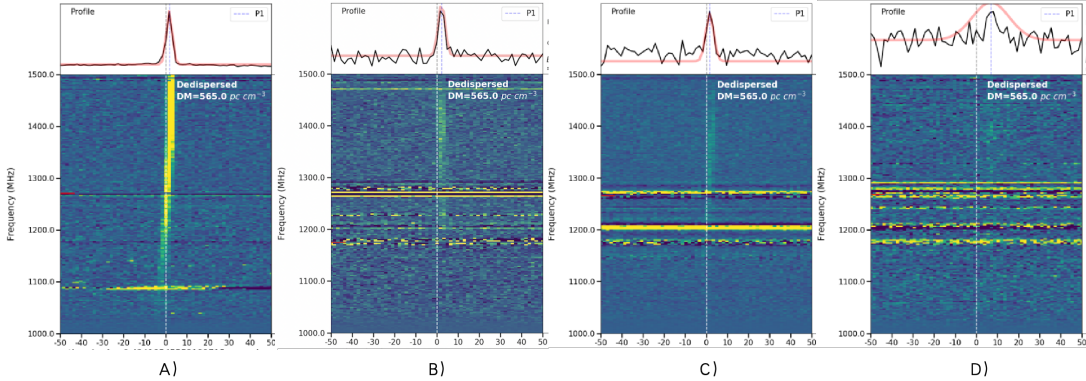 Profile P1
Profile P1
Profile P1
Profile P1
Dedispersed
DM=565.0 pc cm⁻³
Dedispersed
DM=565.0 pc cm⁻³
Dedispersed
DM=565.0 pc cm⁻³
Dedispersed
DM=565.0 pc cm⁻³
Frequency (MHz)
1500.0
1400.0
1300.0
1200.0
1100.0
1000.0
-50 -40 -30 -20 -10 0 10 20 30 40 50
Frequency (MHz)
1500.0
1400.0
1300.0
1200.0
1100.0
1000.0
-50 -40 -30 -20 -10 0 10 20 30 40 50
Frequency (MHz)
1500.0
1400.0
1300.0
1200.0
1100.0
1000.0
-50 -40 -30 -20 -10 0 10 20 30 40 50
Frequency (MHz)
1500.0
1400.0
1300.0
1200.0
1100.0
1000.0
-50 -40 -30 -20 -10 0 10 20 30 40 50
A)
B)
C)
D)